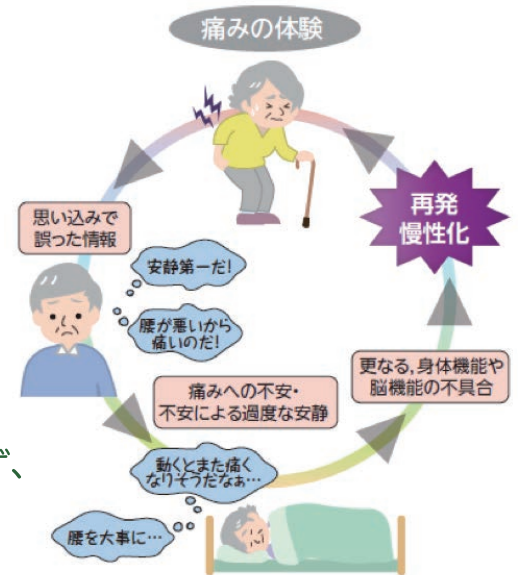 痛みの体験
再発
慢性化
思い込みで
誤った情報
安静第一だ!
腰が悪いから
痛いのだ!
痛みへの不安・
不安による過度な安静
更なる,身体機能や
脳機能の不具合
動くとまた痛く
なりそうだなぁ…
腰を大事に…